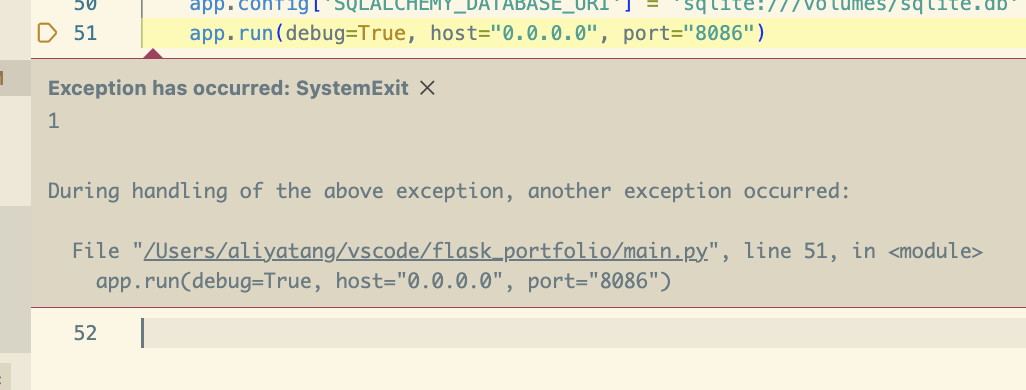 50 app.config['SQLALCHEMY_DATABASE_URI'] = 'sqlite:///volumes/sqlite.db'
51 app.run(debug=True, host="0.0.0.0", port="8086")
Exception has occurred: SystemExit ×
1
During handling of the above exception, another exception occurred:
File "/Users/aliyatang/vscode/flask_portfolio/main.py", line 51, in <module>
app.run(debug=True, host="0.0.0.0", port="8086")
52